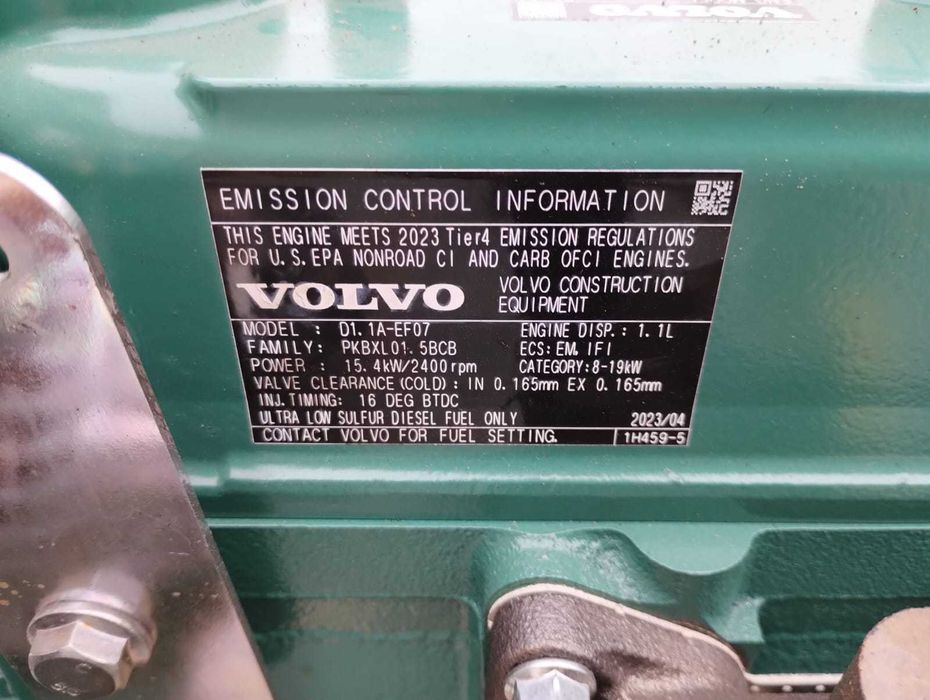 VOLVO
EMISSION CONTROL INFORMATION
THIS ENGINE MEETS 2023 Tier4 EMISSION REGULATIONS
FOR U.S. EPA NONROAD CI AND CARB OFCI ENGINES.
VOLVO
VOLVO CONSTRUCTION
EQUIPMENT
MODEL : D1.1A-EF07
ENGINE DISP.: 1.1L
FAMILY: PKBXL01.5BCB
ECS: EM, IFI
POWER : 15.4kW/2400rpm
CATEGORY: 8-19kW
VALVE CLEARANCE (COLD) : IN 0.165mm EX 0.165mm
INJ. TIMING: 16 DEG BTDC
ULTRA LOW SULFUR DIESEL FUEL ONLY
2023/04
CONTACT VOLVO FOR FUEL SETTING.
1H459-5